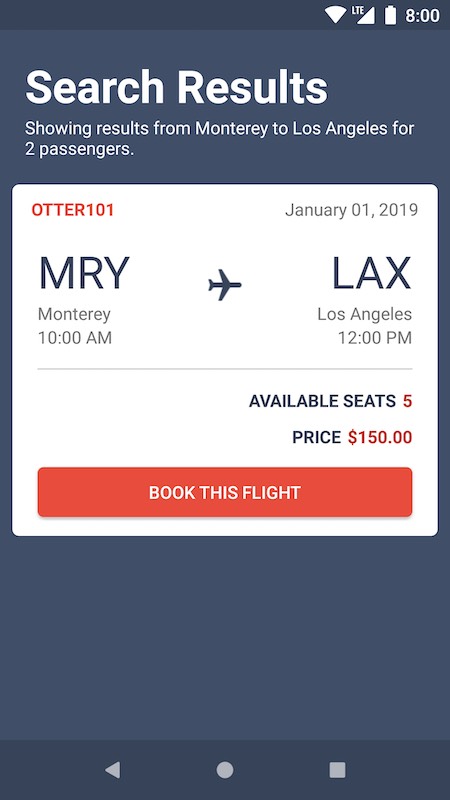 LTE 8:00
Search Results
Showing results from Monterey to Los Angeles for
2 passengers.
OTTER101 January 01, 2019
MRY LAX
Monterey Los Angeles
10:00 AM 12:00 PM
AVAILABLE SEATS 5
PRICE $150.00
BOOK THIS FLIGHT